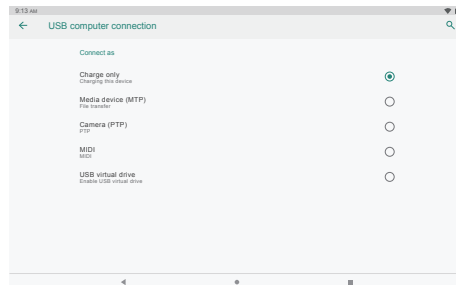 9:13 AM
USB computer connection
Connect as
Charge only
Charging this device
Media device (MTP)
File transfer
Camera (PTP)
PTP
MIDI
MIDI
USB virtual drive
Enable USB virtual drive